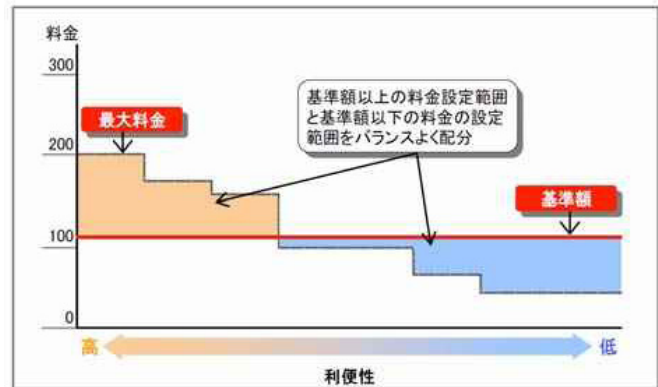 料金
300
最大料金
基準額以上の料金設定範囲
と基準額以下の料金の設定
範囲をバランスよく配分
200
基準額
100
0
高
低
利便性